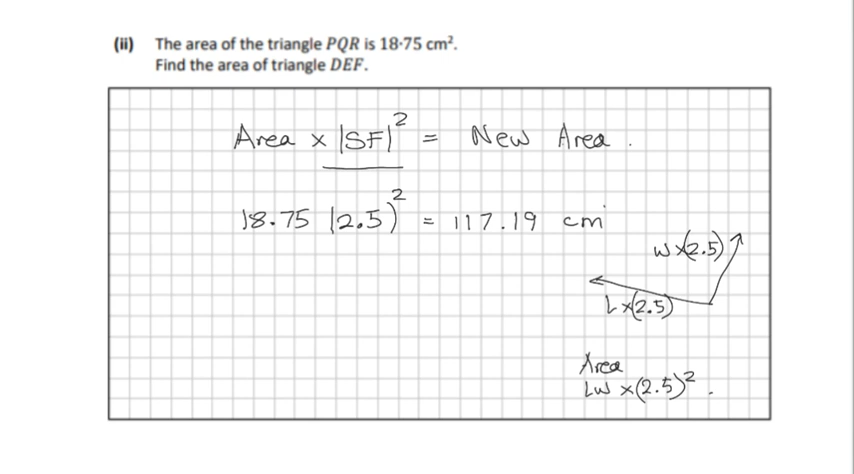 (ii) The area of the triangle PQR is 18·75 cm².
Find the area of triangle DEF.
Area × |SF|² = New Area.
18.75 (2.5)² = 117.19 cm
W×(2.5)
L×(2.5)
Area
LW ×(2.5)².